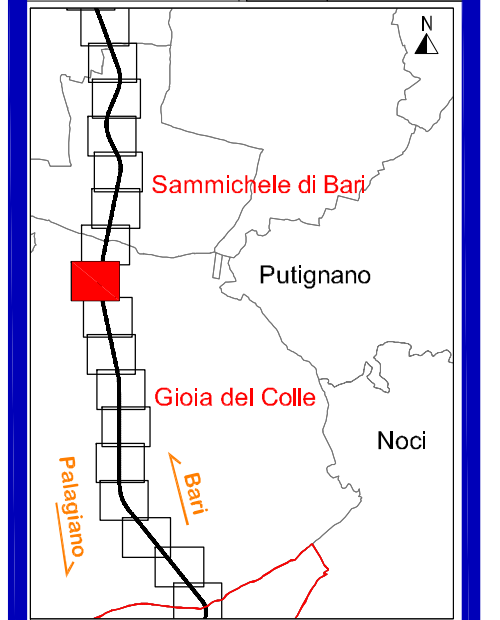 N
Sammichele di Bari
Putignano
Gioia del Colle
Noci
Bari
Palagiano